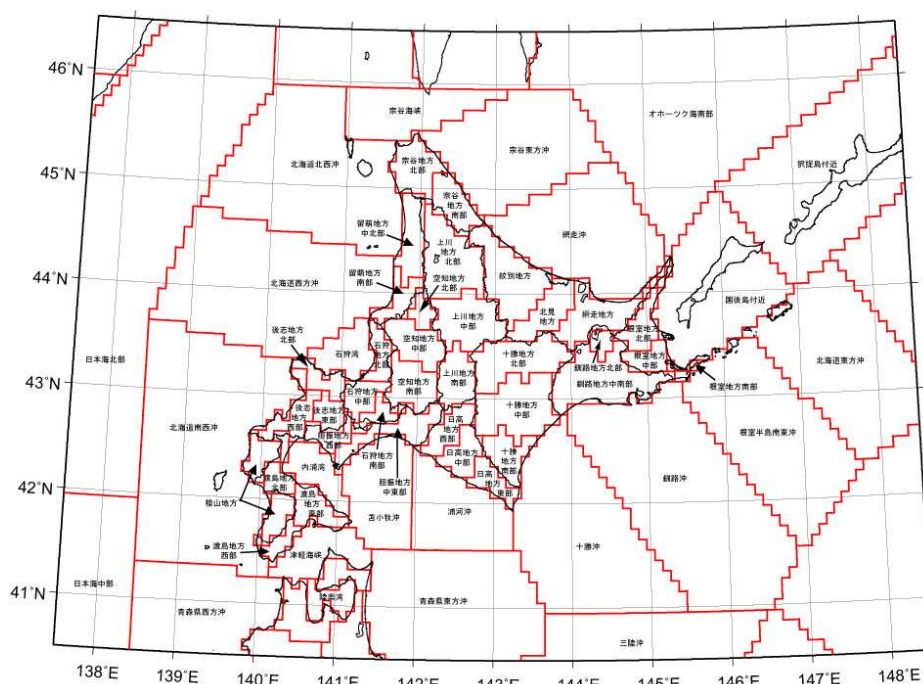 46°N
45°N
44°N
43°N
42°N
41°N
オホーツク海南部
宗谷海峡
宗谷東方沖
択捉島付近
北海道北西沖
宗谷地方
北部
宗谷
地方
南部
網走沖
留萌地方
中北部
上川
地方
北部
紋別地方
北海道西方沖
留萌地方
南部
空知地方
北部
国後島付近
北見
地方
網走地方
上川地方
中部
後志地方
北部
石狩湾
石狩
地方
北部
空知地方
中部
十勝地方
北部
根室地方
北部
根室地方
中部
釧路地方北部
釧路地方中南部
根室地方南部
北海道東方沖
日本海北部
石狩地方
中部
空知地方
南部
上川地方
南部
十勝地方
中部
北海道南西沖
後志
地方
西部
後志地方
東部
胆振地方
西部
日高
地方
西部
根室半島南東沖
石狩地方
南部
日高地方
中部
十勝
地方
南部
内浦湾
渡島地方
北部
胆振地方
中東部
日高
地方
東部
釧路沖
檜山地方
渡島
地方
東部
苫小牧沖
浦河沖
渡島地方
西部
津軽海峡
十勝沖
日本海中部
青森県西方沖
陸奥湾
青森県東方沖
三陸沖
138°E
139°E
140°E
141°E
142°E
143°E
144°E
145°E
146°E
147°E
148°E